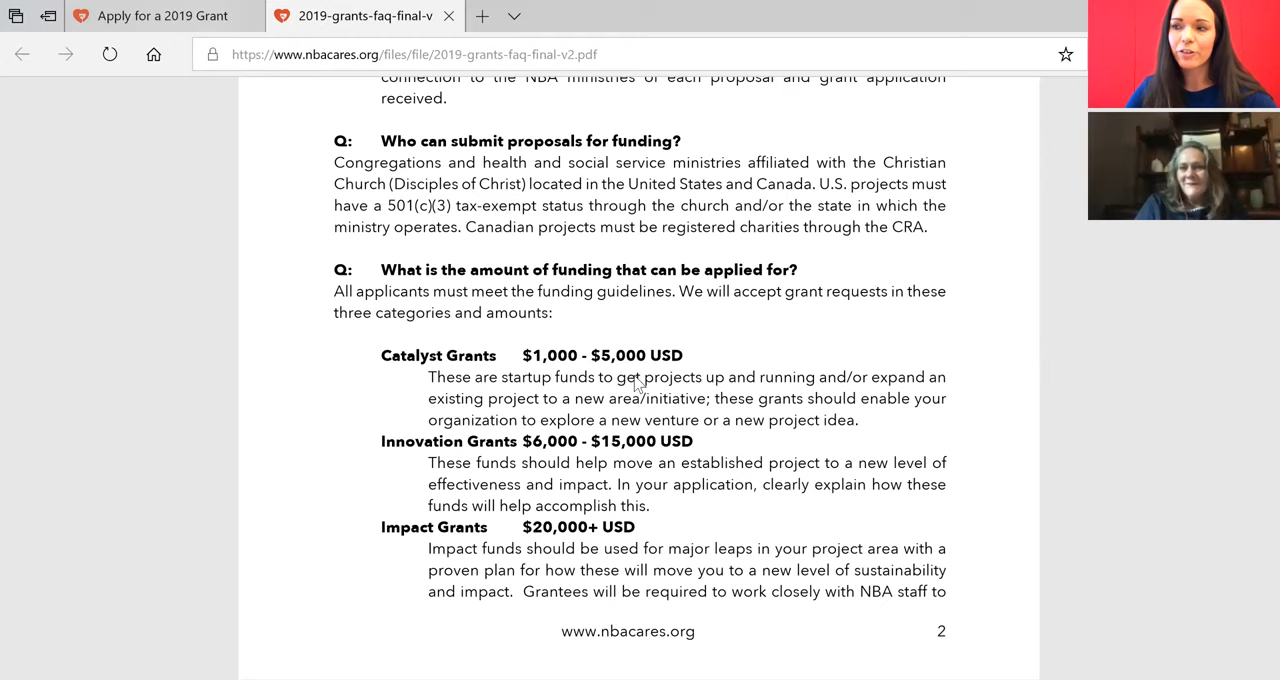 Apply for a 2019 Grant
2019-grants-faq-final-v
https://www.nbacares.org/files/file/2019-grants-faq-final-v2.pdf
connection to the NBA ministries of each proposal and grant application
received.
Q: Who can submit proposals for funding?
Congregations and health and social service ministries affiliated with the Christian
Church (Disciples of Christ) located in the United States and Canada. U.S. projects must
have a 501(c)(3) tax-exempt status through the church and/or the state in which the
ministry operates. Canadian projects must be registered charities through the CRA.
Q: What is the amount of funding that can be applied for?
All applicants must meet the funding guidelines. We will accept grant requests in these
three categories and amounts:
Catalyst Grants $1,000 - $5,000 USD
These are startup funds to get projects up and running and/or expand an
existing project to a new area/initiative; these grants should enable your
organization to explore a new venture or a new project idea.
Innovation Grants $6,000 - $15,000 USD
These funds should help move an established project to a new level of
effectiveness and impact. In your application, clearly explain how these
funds will help accomplish this.
Impact Grants $20,000+ USD
Impact funds should be used for major leaps in your project area with a
proven plan for how these will move you to a new level of sustainability
and impact. Grantees will be required to work closely with NBA staff to
www.nbacares.org 2